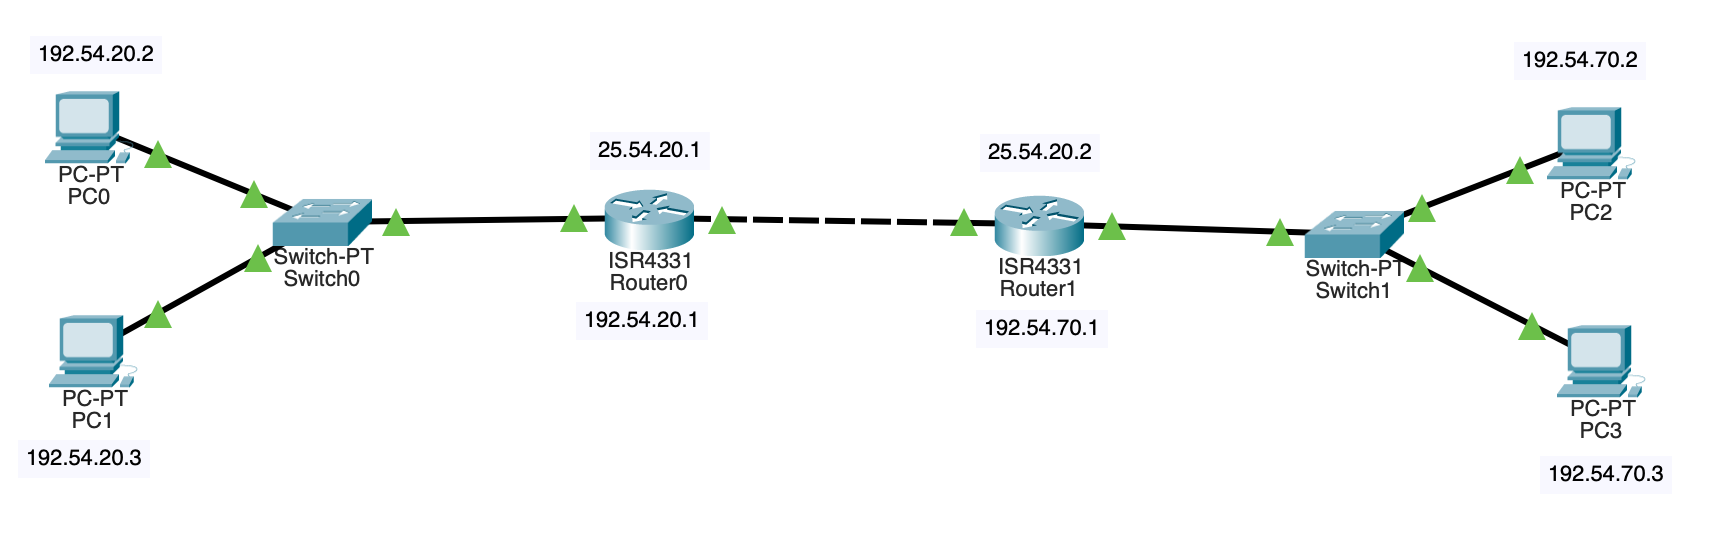 192.54.20.2
PC-PT
PC0
PC-PT
PC1
192.54.20.3
Switch-PT
Switch0
25.54.20.1
ISR4331
Router0
192.54.20.1
25.54.20.2
ISR4331
Router1
192.54.70.1
Switch-PT
Switch1
192.54.70.2
PC-PT
PC2
PC-PT
PC3
192.54.70.3